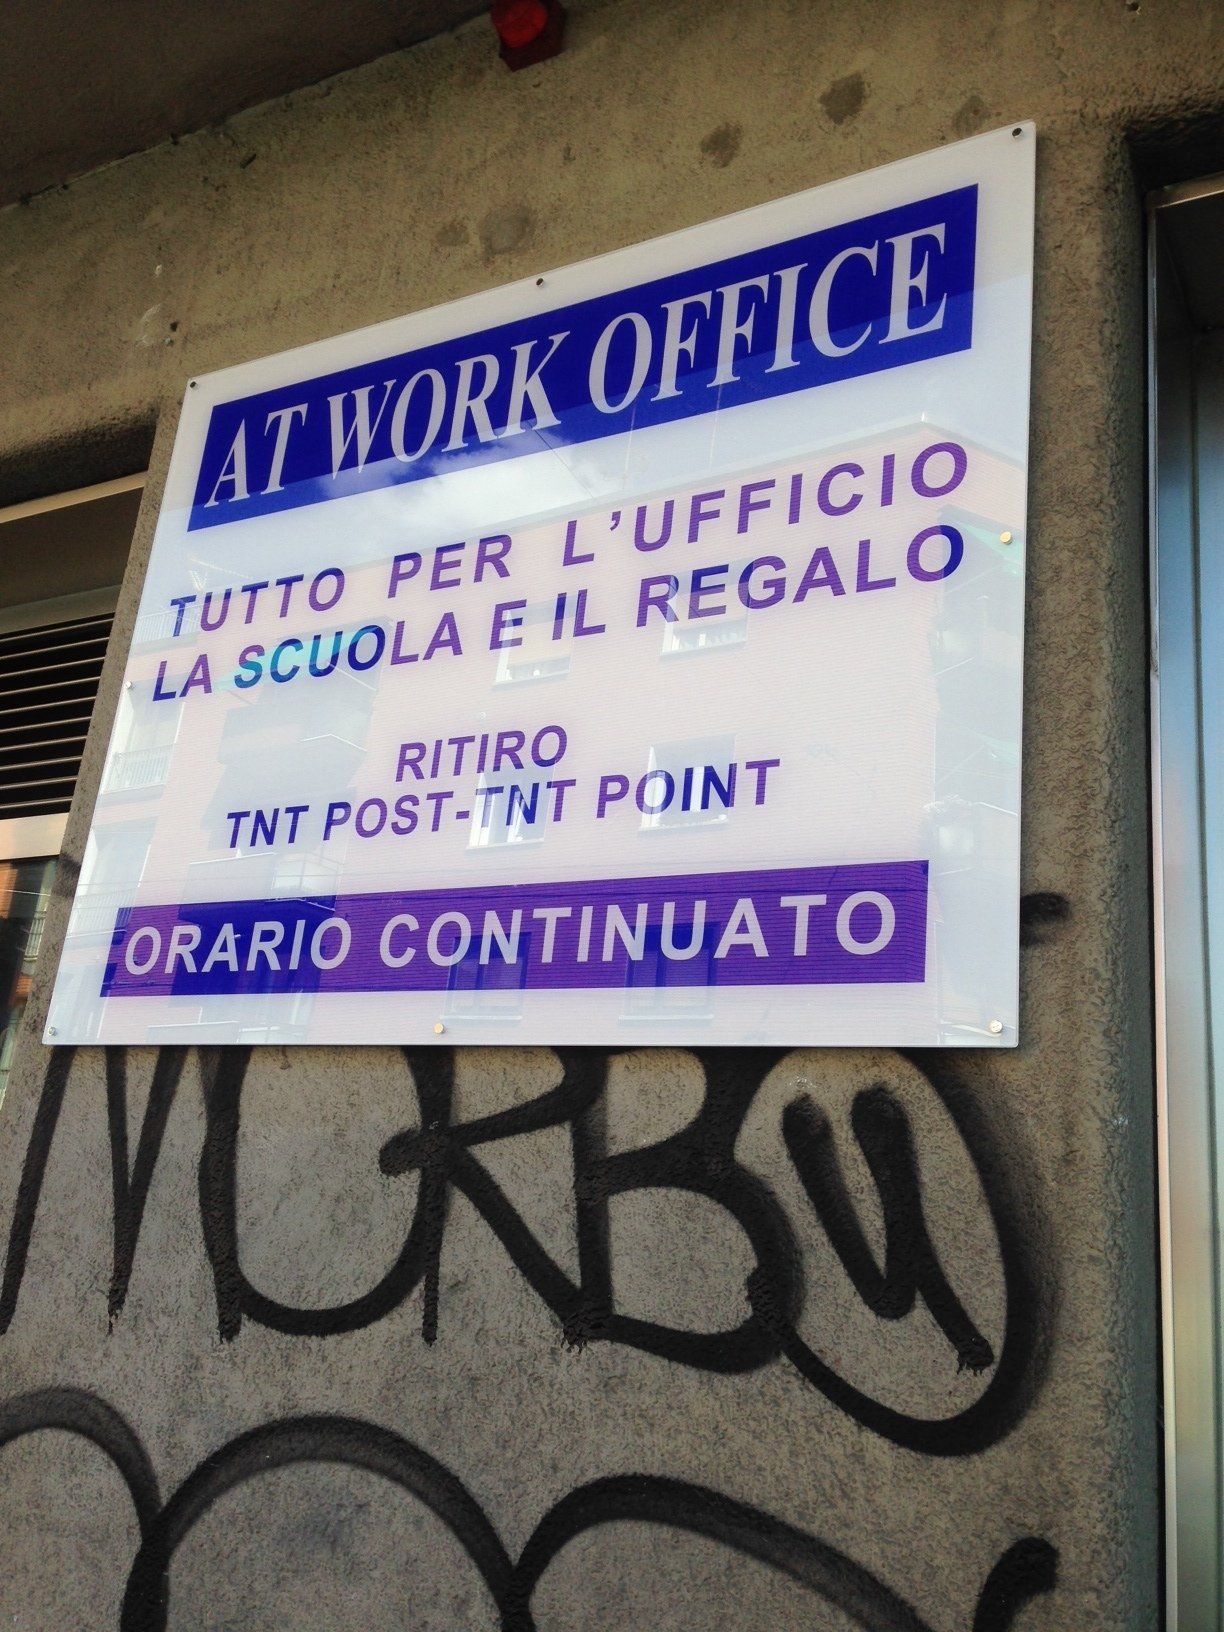 AT WORK OFFICE
TUTTO PER L'UFFICIO
LA SCUOLA E IL REGALO
RITIRO
TNT POST-TNT POINT
ORARIO CONTINUATO